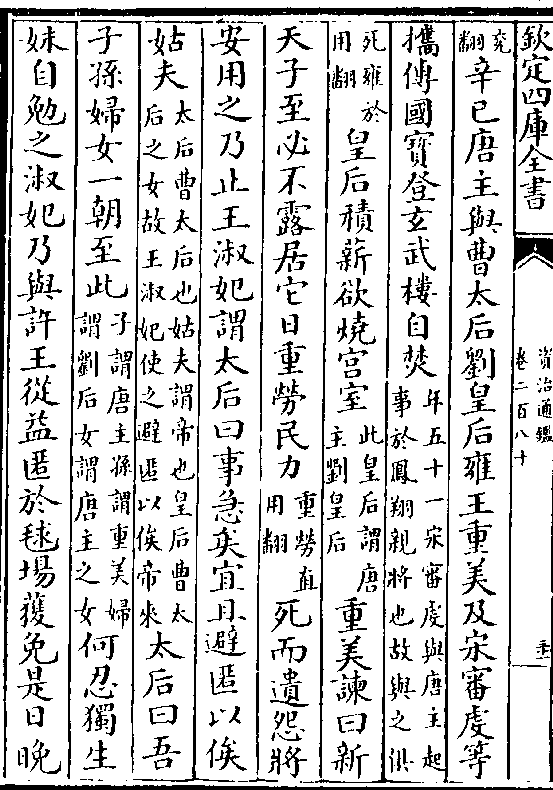 欽定四庫全書
資治通鑑
卷二百八十
兖翻辛巳唐主與曹太后劉皇后雍王重美及宋審虔等
攜傳國寶登玄武樓自焚年五十一宋審虔與唐主起事於鳳翔親將也故與之俱
死雍於用翻皇后積薪欲燒宫室此皇后謂唐主劉皇后重美諫曰新
天子至必不露居它日重勞民力重勞直用翻死而遺怨將
安用之乃止王淑妃謂太后曰事急矣宜且避匿以俟
姑夫太后曹太后也姑夫謂帝也皇后曹太后之女故王淑妃使之避匿以俟帝來太后曰吾
子孫婦女一朝至此子謂唐主孫謂重美婦謂劉后女謂唐主之女何忍獨生
妹自勉之淑妃乃與許王從益匿於毬場獲免是日晚